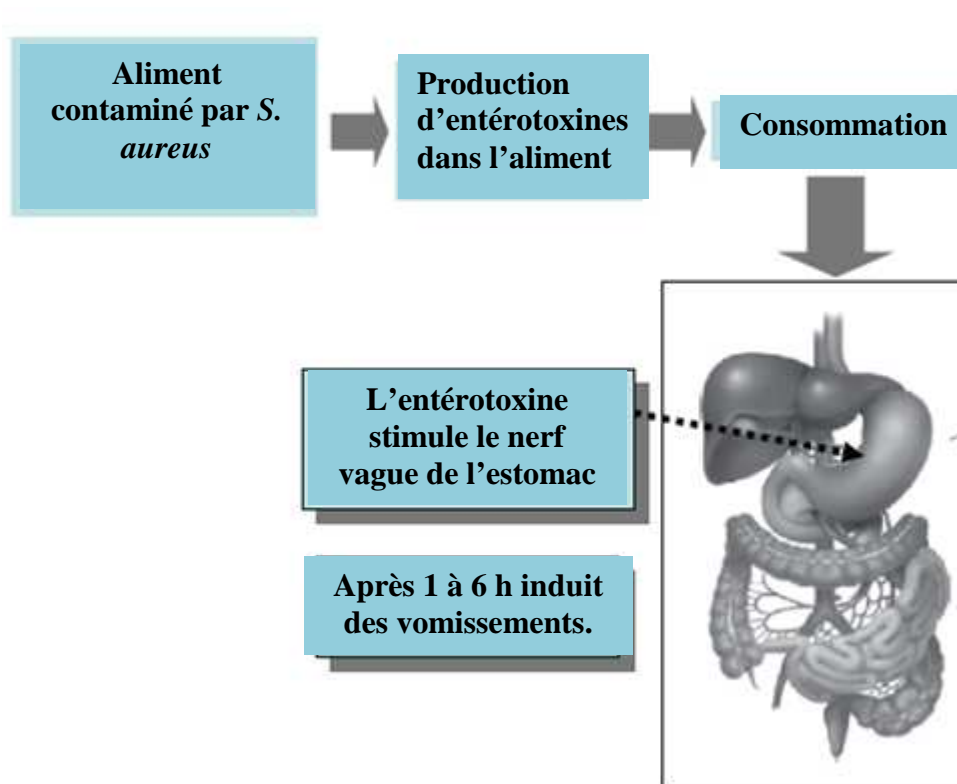 Aliment
contaminé par S.
aureus
Production
d’entérotoxines
dans l’aliment
Consommation
L’entérotoxine
stimule le nerf
vague de l’estomac
Après 1 à 6 h induit
des vomissements.